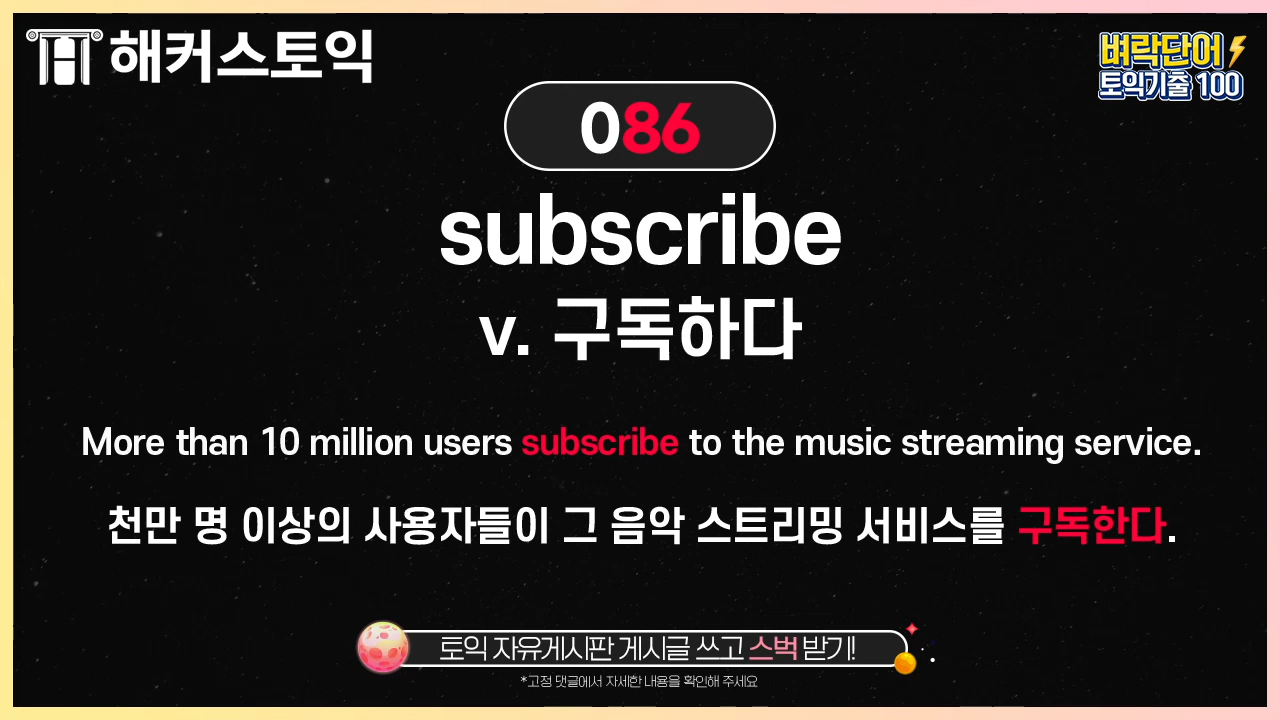 해커스토익
벼락단어
토익기출 100
086
subscribe
v. 구독하다
More than 10 million users subscribe to the music streaming service.
천만 명 이상의 사용자들이 그 음악 스트리밍 서비스를 구독한다.
토익 자유게시판 게시글 쓰고 스벅 받기!
*고정 댓글에서 자세한 내용을 확인해 주세요